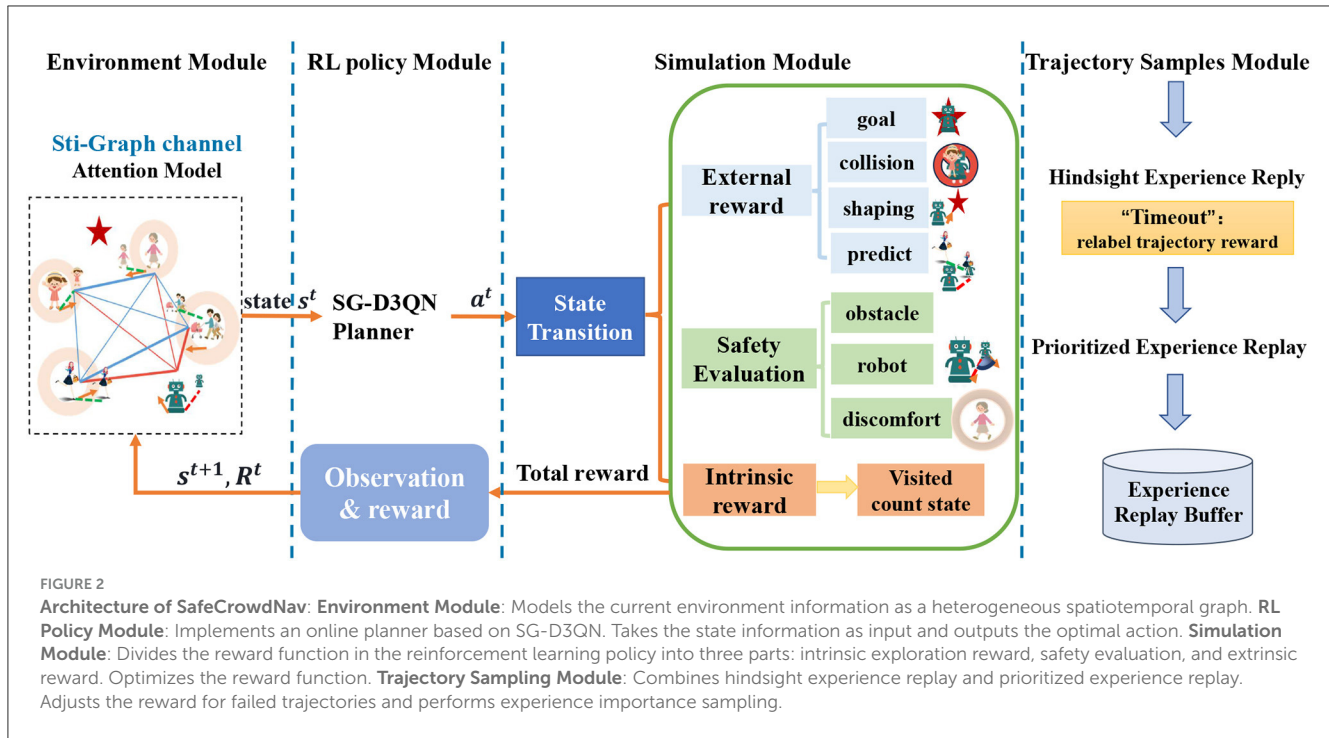 Environment Module
RL policy Module
Simulation Module
Trajectory Samples Module
Sti-Graph channel
Attention Model
state s^t
SG-D3QN
Planner
a^t
State
Transition
External
reward
goal
collision
shaping
predict
Safety
Evaluation
obstacle
robot
discomfort
Intrinsic
reward
Visited
count state
Total reward
Observation
& reward
s^{t+1}, R^t
Hindsight Experience Reply
“Timeout”:
relabel trajectory reward
Prioritized Experience Replay
Experience
Replay Buffer
FIGURE 2
Architecture of SafeCrowdNav: Environment Module: Models the current environment information as a heterogeneous spatiotemporal graph. RL
Policy Module: Implements an online planner based on SG-D3QN. Takes the state information as input and outputs the optimal action. Simulation
Module: Divides the reward function in the reinforcement learning policy into three parts: intrinsic exploration reward, safety evaluation, and extrinsic
reward. Optimizes the reward function. Trajectory Sampling Module: Combines hindsight experience replay and prioritized experience replay.
Adjusts the reward for failed trajectories and performs experience importance sampling.